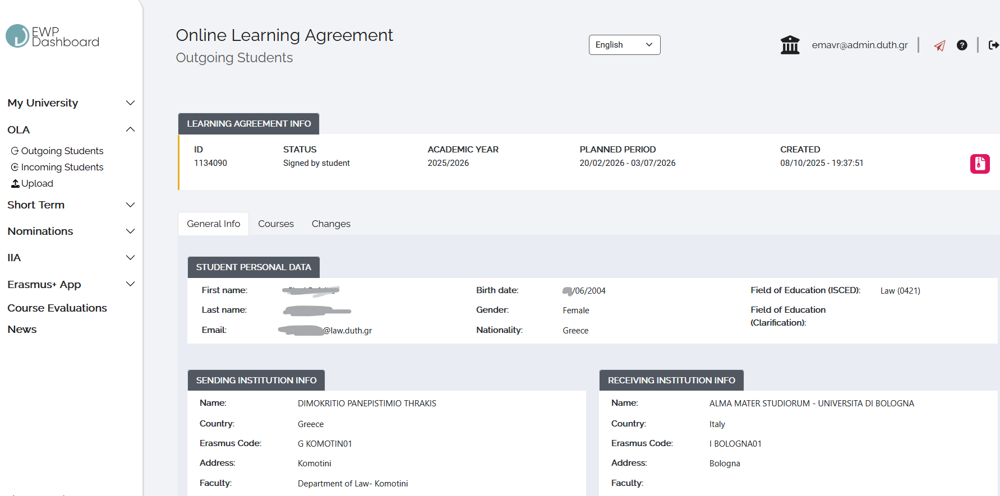 EWP
Dashboard
Online Learning Agreement
Outgoing Students
English
emavr@admin.duth.gr
My University
OLA
Outgoing Students
Incoming Students
Upload
Short Term
Nominations
IIA
Erasmus+ App
Course Evaluations
News
LEARNING AGREEMENT INFO
ID STATUS ACADEMIC YEAR PLANNED PERIOD CREATED
1134090 Signed by student 2025/2026 20/02/2026 - 03/07/2026 08/10/2025 - 19:37:51
General Info Courses Changes
STUDENT PERSONAL DATA
First name: Birth date: /06/2004 Field of Education (ISCED): Law (0421)
Last name: Gender: Female Field of Education
(Clarification):
Email: @law.duth.gr Nationality: Greece
SENDING INSTITUTION INFO
Name: DIMOKRITIO PANEPISTIMIO THRAKIS
Country: Greece
Erasmus Code: G KOMOTIN01
Address: Komotini
Faculty: Department of Law- Komotini
RECEIVING INSTITUTION INFO
Name: ALMA MATER STUDIORUM - UNIVERSITA DI BOLOGNA
Country: Italy
Erasmus Code: I BOLOGNA01
Address: Bologna
Faculty: